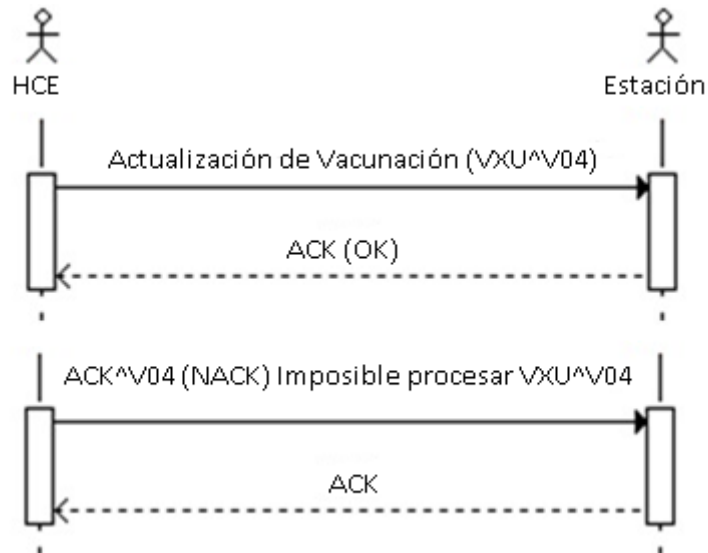 HCE
Estación
Actualización de Vacunación (VXU^V04)
ACK (OK)
ACK^V04 (NACK) Imposible procesar VXU^V04
ACK